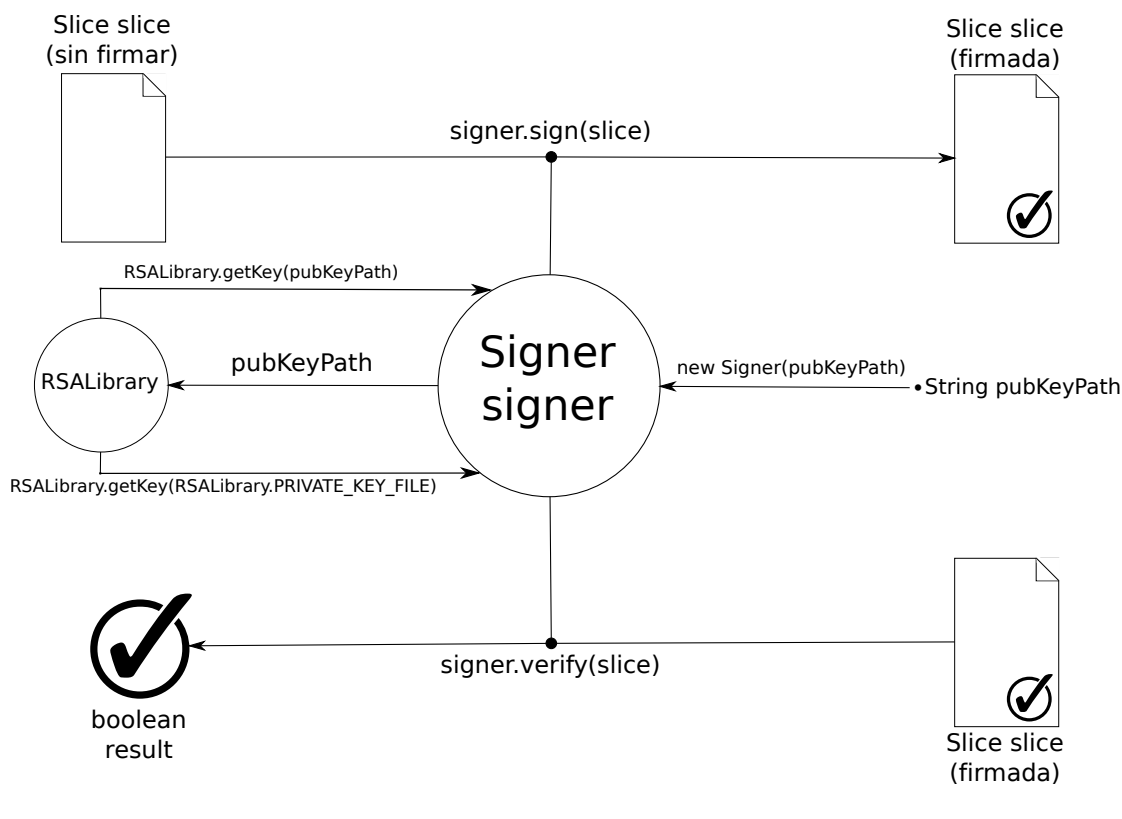 Slice slice
(sin firmar)
Slice slice
(firmada)
signer.sign(slice)
RSALibrary.getKey(pubKeyPath)
Signer
signer
pubKeyPath
new Signer(pubKeyPath)
RSALibrary
String pubKeyPath
RSALibrary.getKey(RSALibrary.PRIVATE_KEY_FILE)
signer.verify(slice)
boolean
result
Slice slice
(firmada)